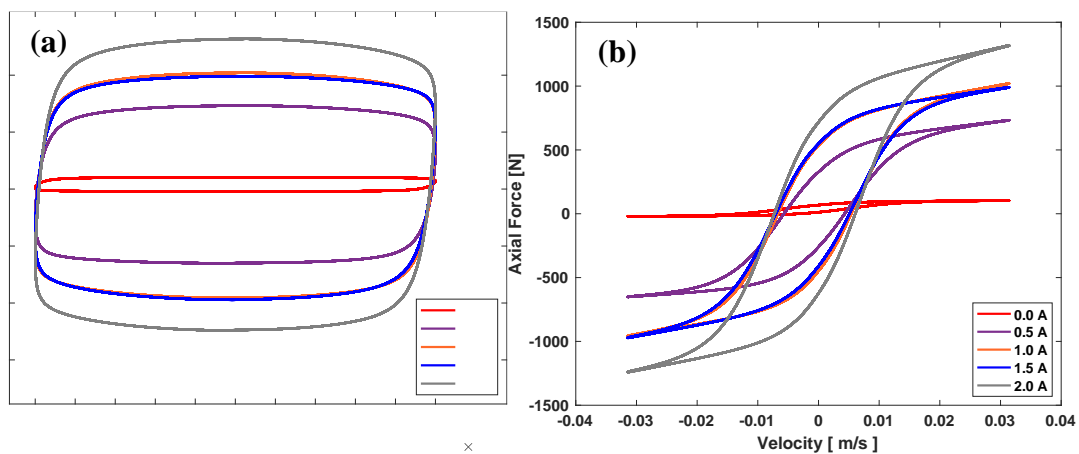 (a)
×
(b)
Axial Force [N]
1500
1000
500
0
-500
-1000
-1500
-0.04
-0.03
-0.02
-0.01
0
0.01
0.02
0.03
0.04
Velocity [ m/s ]
0.0 A
0.5 A
1.0 A
1.5 A
2.0 A